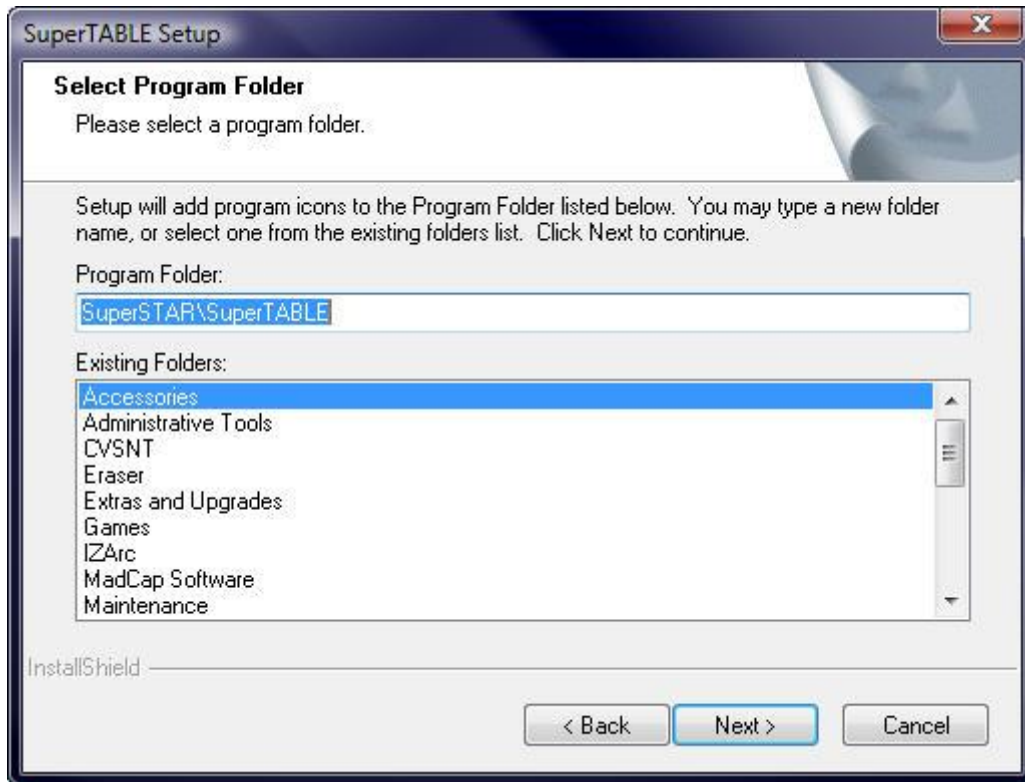 SuperTABLE Setup
Select Program Folder
Please select a program folder.
Setup will add program icons to the Program Folder listed below.  You may type a new folder
name, or select one from the existing folders list.  Click Next to continue.
Program Folder:
SuperSTAR\SuperTABLE
Existing Folders:
Accessories
Administrative Tools
CVSNT
Eraser
Extras and Upgrades
Games
IZArc
MadCap Software
Maintenance
InstallShield
< Back
Next >
Cancel